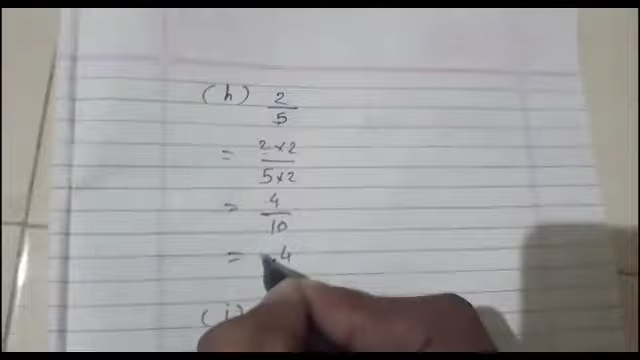 (h) 2/5
= 2×2/5×2
= 4/10
= .4
(i)